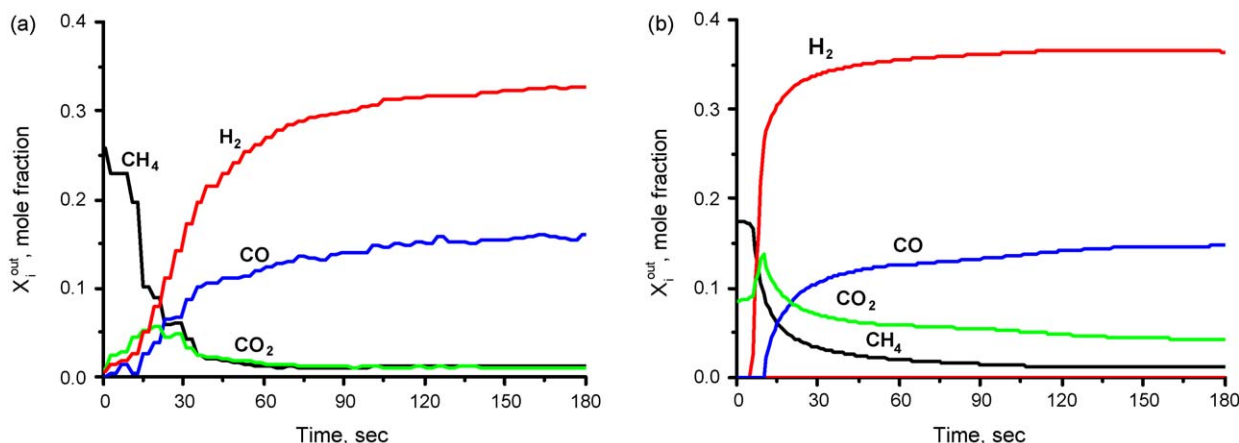 (a)
X_i^out, mole fraction
0.4
0.3
0.2
0.1
0.0
CH₄
H₂
CO
CO₂
0 30 60 90 120 150 180
Time, sec
(b)
X_i^out, mole fraction
0.4
0.3
0.2
0.1
0.0
H₂
CO
CO₂
CH₄
0 30 60 90 120 150 180
Time, sec